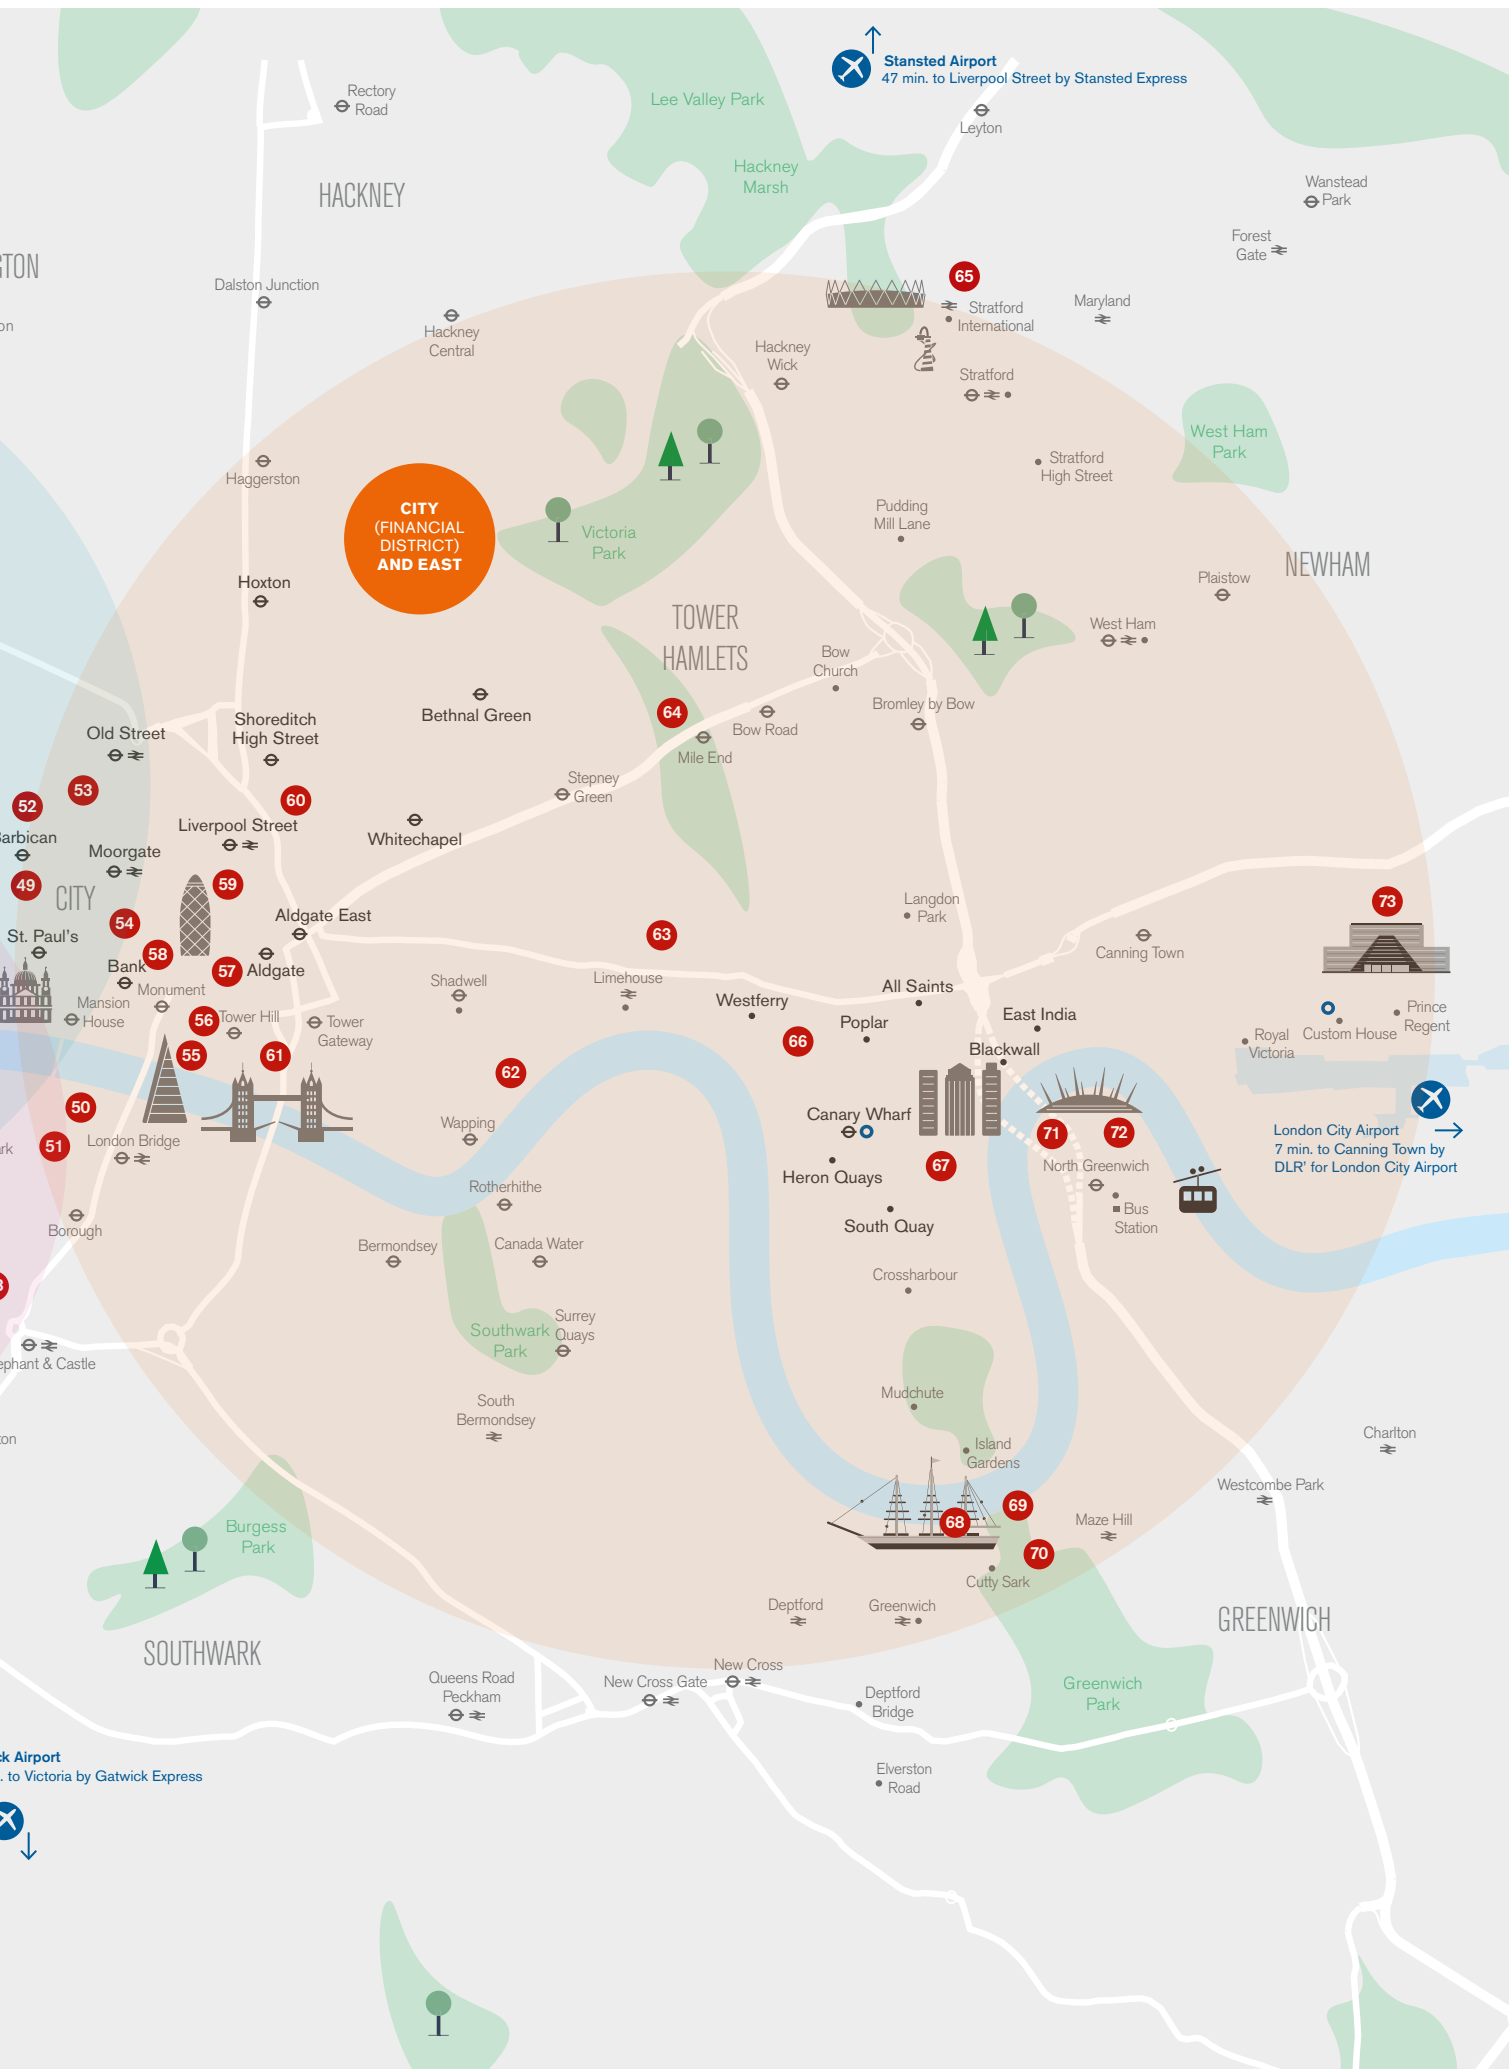 Stansted Airport
47 min. to Liverpool Street by Stansted Express
Rectory
Road
Lee Valley Park
Leyton
Hackney
Marsh
HACKNEY
Wanstead
Park
Forest
Gate
GTON
on
Dalston Junction
Hackney
Central
65
Stratford
International
Maryland
Hackney
Wick
Stratford
West Ham
Park
Haggerston
Stratford
High Street
CITY
(FINANCIAL
DISTRICT)
AND EAST
Pudding
Mill Lane
Victoria
Park
NEWHAM
Hoxton
Plaistow
TOWER
HAMLETS
West Ham
Bow
Church
Bethnal Green
64
Bow Road
Bromley by Bow
Shoreditch
High Street
Old Street
Mile End
Stepney
Green
53
52
60
Barbican
Liverpool Street
Whitechapel
Moorgate
49
CITY
59
Langdon
Park
73
Aldgate East
54
St. Paul's
58
63
Canning Town
Bank
57
Aldgate
Monument
Shadwell
Limehouse
All Saints
Westferry
Mansion
House
56
Tower Hill
Tower
Gateway
Poplar
East India
Prince
Regent
Custom House
Royal
Victoria
55
61
66
Blackwall
62
50
Canary Wharf
London City Airport
7 min. to Canning Town by
DLR' for London City Airport
51
London Bridge
rk
Wapping
71
72
67
North Greenwich
Heron Quays
Rotherhithe
Borough
Bus
Station
South Quay
Bermondsey
Canada Water
Crossharbour
3
Surrey
Quays
Southwark
Park
ephant & Castle
Mudchute
South
Bermondsey
ton
Island
Gardens
Charlton
Westcombe Park
69
68
Maze Hill
Burgess
Park
70
Cutty Sark
Deptford
Greenwich
GREENWICH
SOUTHWARK
New Cross
New Cross Gate
Queens Road
Peckham
Deptford
Bridge
Greenwich
Park
ck Airport
. to Victoria by Gatwick Express
Elverston
Road